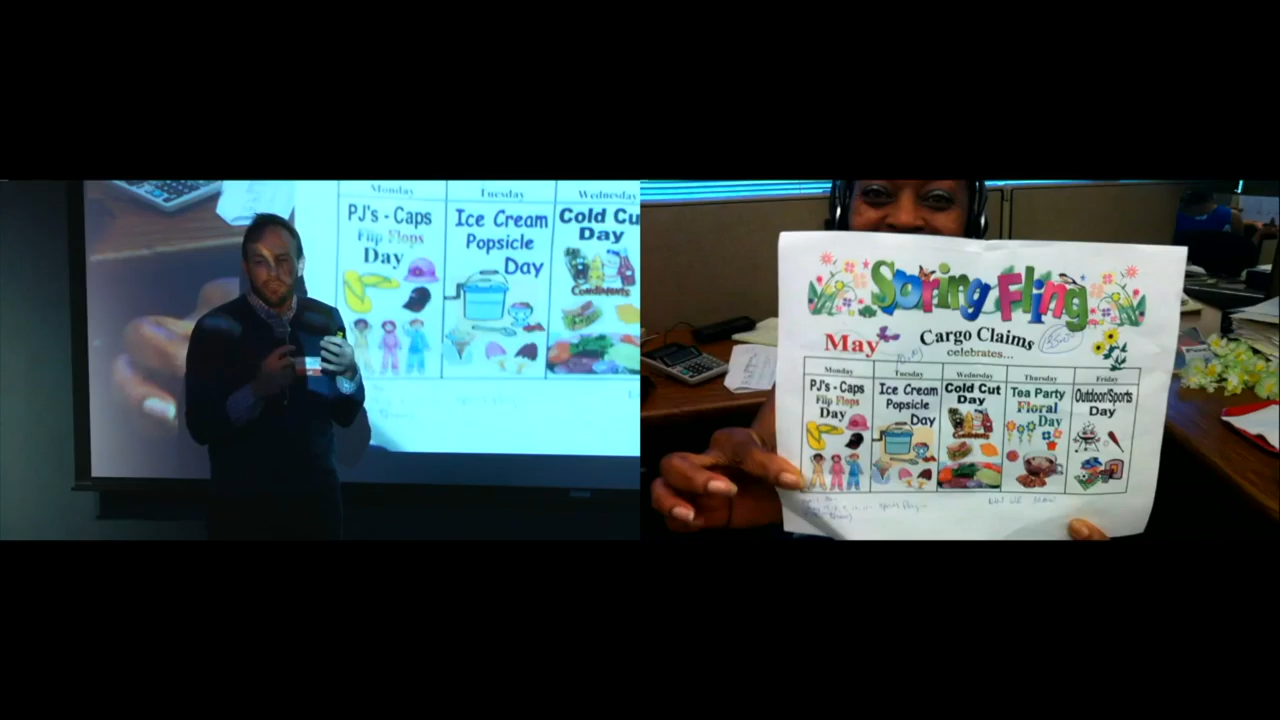 Monday
Tuesday
Wednesday
PJ's - Caps
Flip Flops
Day
Ice Cream
Popsicle
Day
Cold Cu
Day
Condiments
Spring Fling
May
Cargo Claims
celebrates...
Monday
Tuesday
Wednesday
Thursday
Friday
PJ's - Caps
Flip Flops
Day
Ice Cream
Popsicle
Day
Cold Cut
Day
Condiments
Tea Party
Floral
Day
Outdoor/Sports
Day